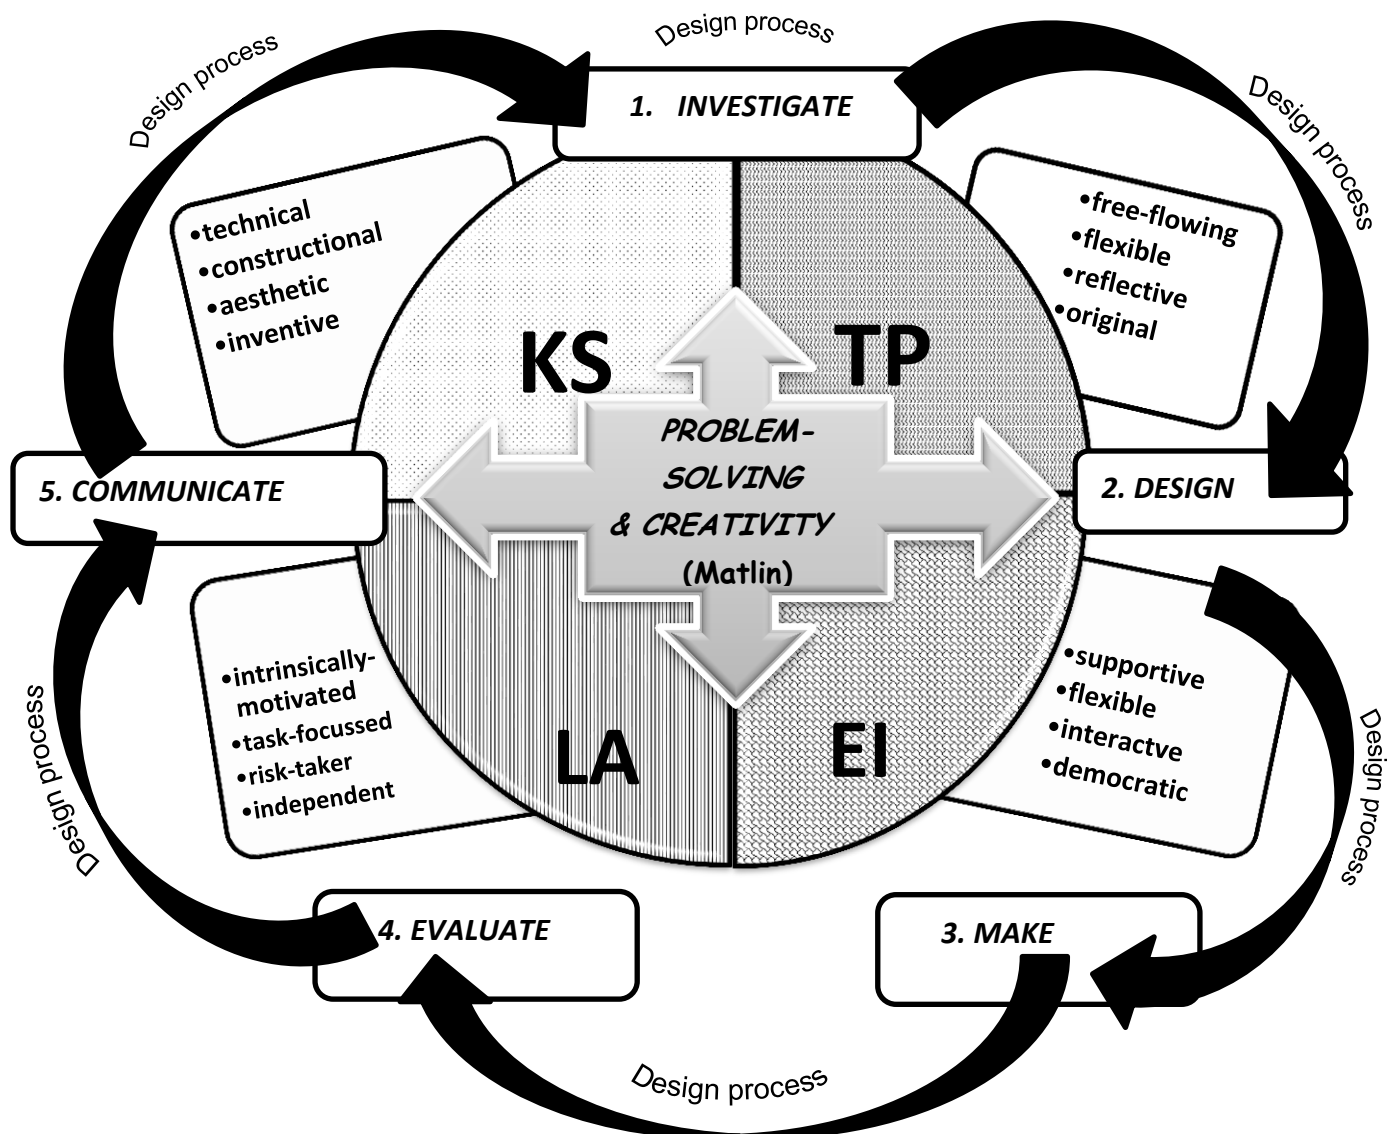 Design process
Design process
Design process
1. INVESTIGATE
•technical
•constructional
•aesthetic
•inventive
•free-flowing
•flexible
•reflective
•original
KS
TP
PROBLEM-
SOLVING
& CREATIVITY
(Matlin)
5. COMMUNICATE
2. DESIGN
•intrinsically-
motivated
•task-focussed
•risk-taker
•independent
•supportive
•flexible
•interactve
•democratic
LA
EI
Design process
Design process
4. EVALUATE
3. MAKE
Design process